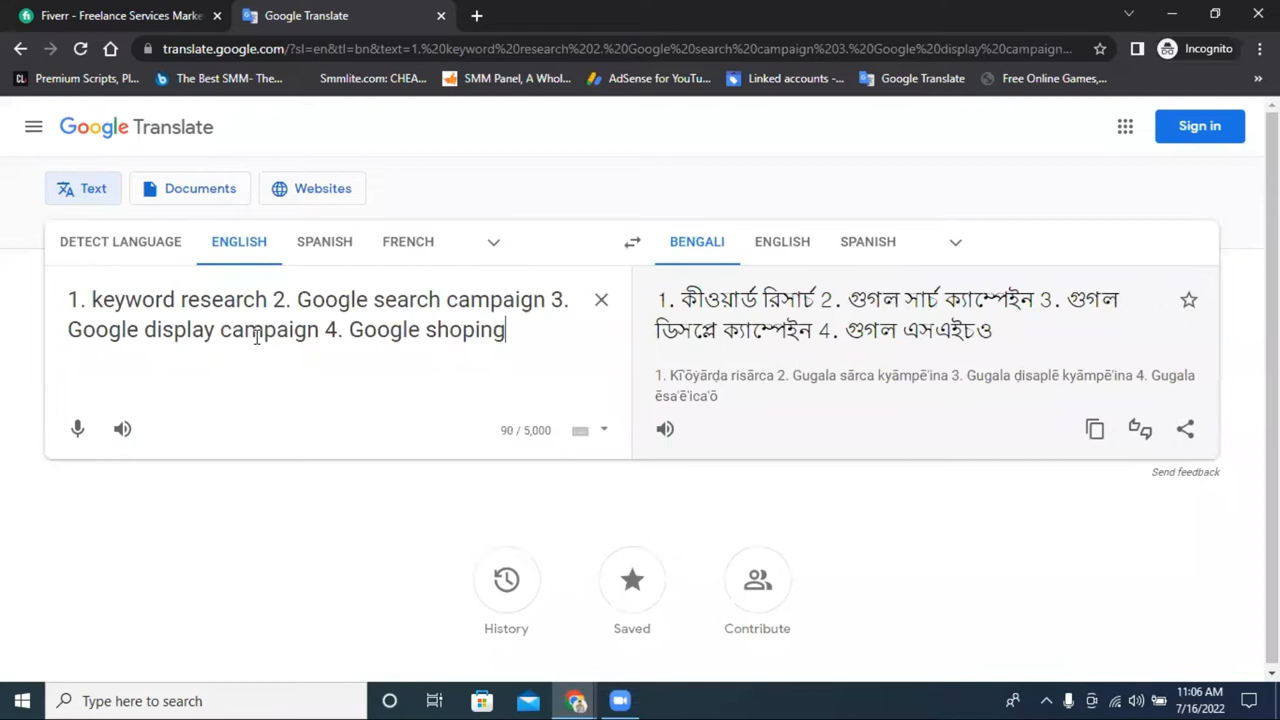 Fiverr - Freelance Services Marke
Google Translate
translate.google.com/?sl=en&tl=bn&text=1.%20keyword%20research%202.%20Google%20search%20campaign%203.%20Google%20display%20campaign...
Incognito
Premium Scripts, Pl...
The Best SMM- The...
Smmlite.com: CHEA...
SMM Panel, A Whol...
AdSense for YouTu...
Linked accounts -...
Google Translate
Free Online Games,...
Google Translate
Sign in
Text
Documents
Websites
DETECT LANGUAGE
ENGLISH
SPANISH
FRENCH
BENGALI
ENGLISH
SPANISH
1. keyword research 2. Google search campaign 3.
Google display campaign 4. Google shoping
90 / 5,000
1. কীওয়ার্ড রিসার্চ 2. গুগল সার্চ ক্যাম্পেইন 3. গুগল
ডিসপ্লে ক্যাম্পেইন 4. গুগল এসএইচও
1. Kī'ōẏārḍa risārca 2. Gugala sārca kyāmpē'ina 3. Gugala ḍisaplē kyāmpē'ina 4. Gugala
ēsa'ē'ica'ō
Send feedback
History
Saved
Contribute
Type here to search
11:06 AM
7/16/2022